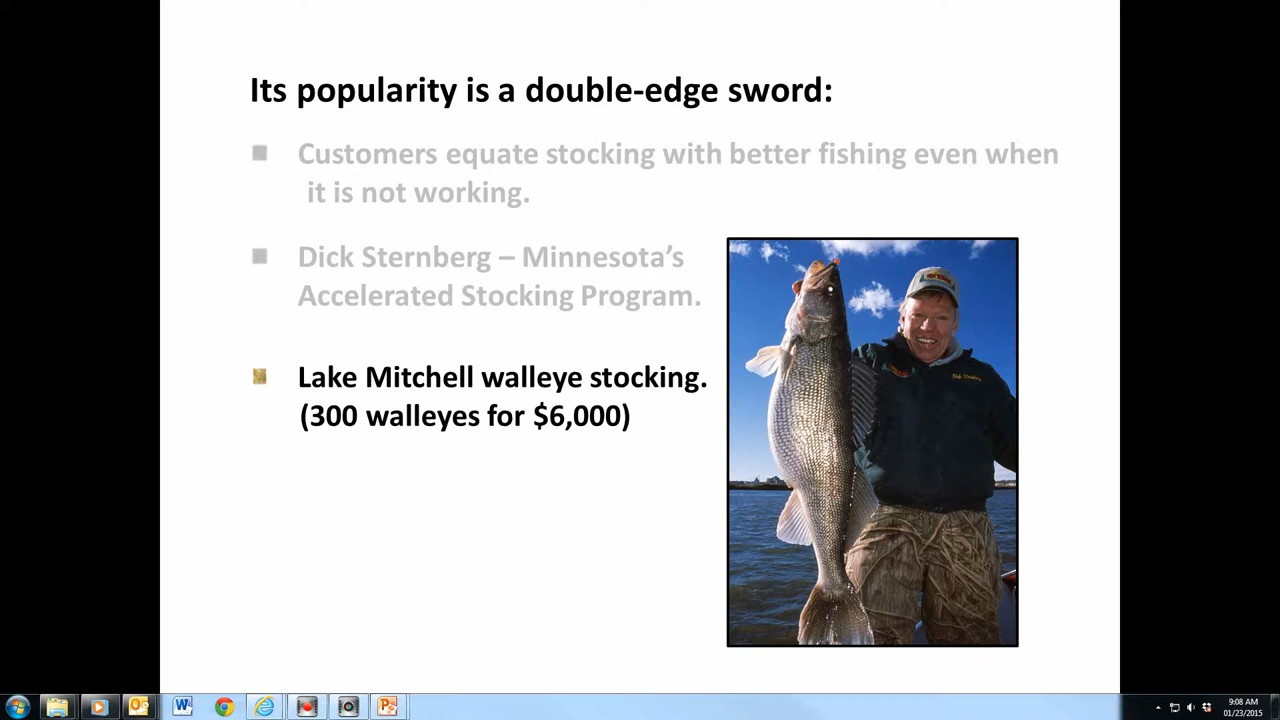 Its popularity is a double-edge sword:
Customers equate stocking with better fishing even when
it is not working.
Dick Sternberg – Minnesota's
Accelerated Stocking Program.
Lake Mitchell walleye stocking.
(300 walleyes for $6,000)
9:08 AM
01/23/2015